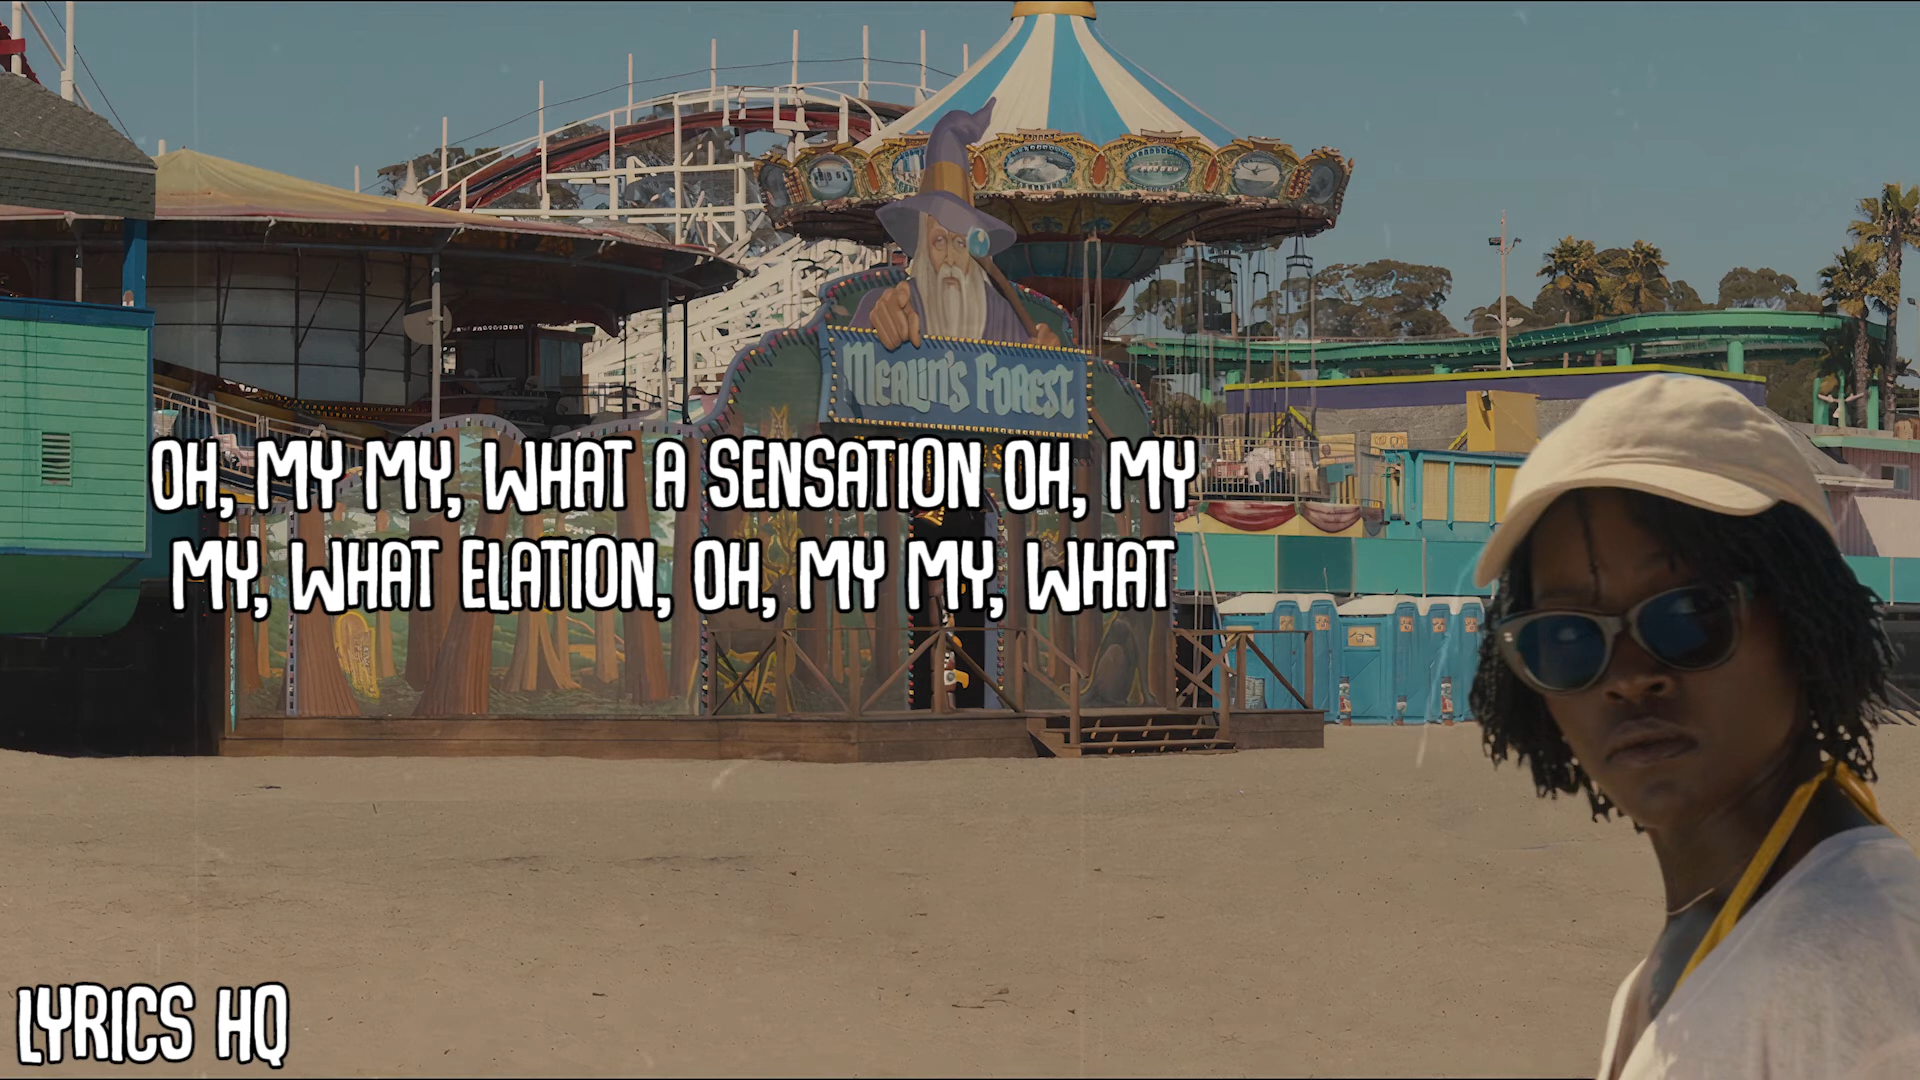 MERLIN'S FOREST
OH, MY MY, WHAT A SENSATION OH, MY
MY, WHAT ELATION, OH, MY MY, WHAT
LYRICS HQ